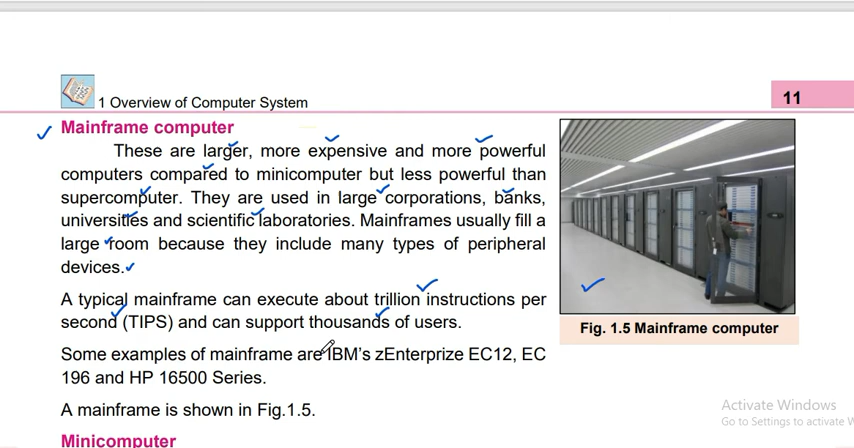 1 Overview of Computer System
11
Mainframe computer
These are larger, more expensive and more powerful
computers compared to minicomputer but less powerful than
supercomputer. They are used in large corporations, banks,
universities and scientific laboratories. Mainframes usually fill a
large room because they include many types of peripheral
devices.
A typical mainframe can execute about trillion instructions per
second (TIPS) and can support thousands of users.
Some examples of mainframe are IBM's zEnterprize EC12, EC
196 and HP 16500 Series.
A mainframe is shown in Fig.1.5.
Minicomputer
Fig. 1.5 Mainframe computer
Activate Windows
Go to Settings to activate W